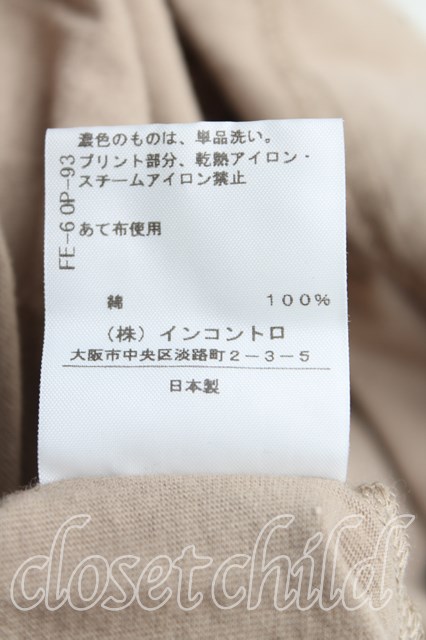 濃色のものは、単品洗い。
プリント部分、乾熱アイロン・
スチームアイロン禁止
あて布使用
FE-60P-93
綿 100%
（株）インコントロ
大阪市中央区淡路町2-3-5
日本製
closetchild